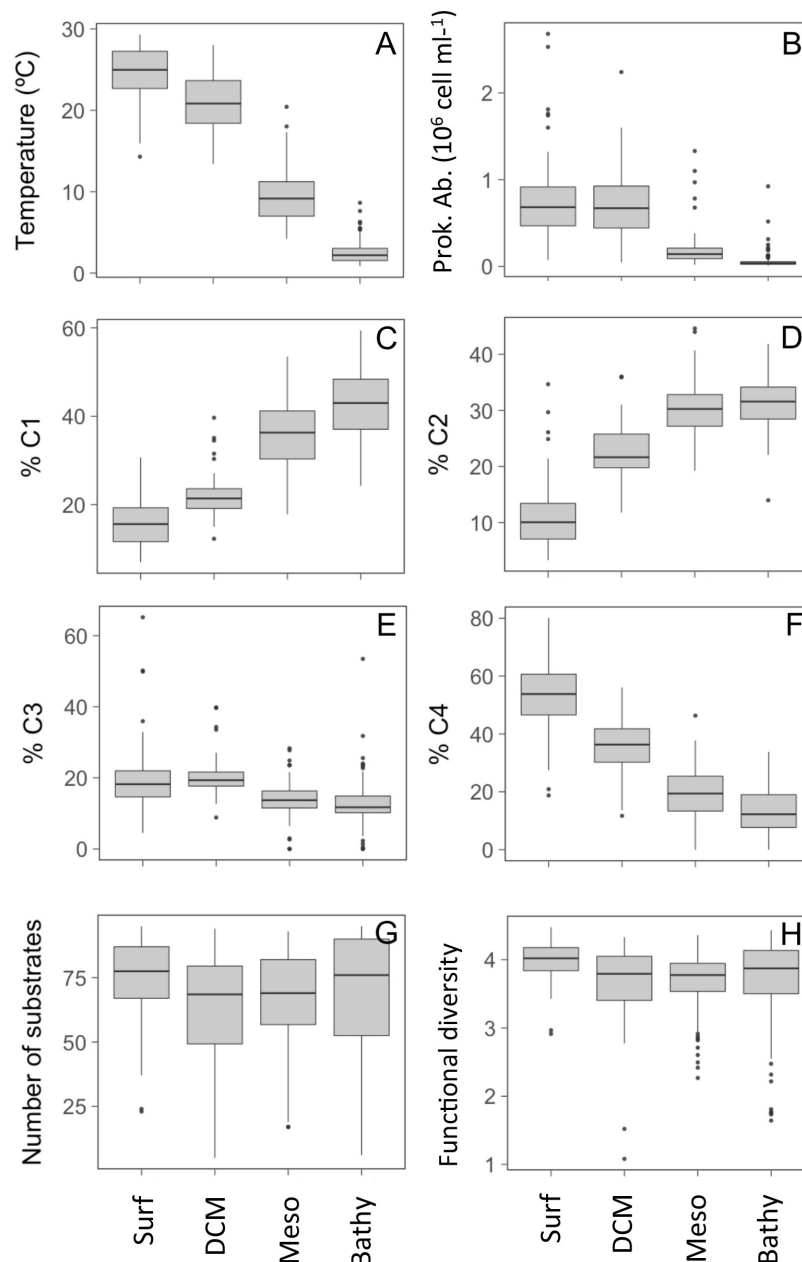 A
Temperature (ºC)
30
20
10
0
B
Prok. Ab. (10⁶ cell ml⁻¹)
2
1
0
C
% C1
60
40
20
D
% C2
40
30
20
10
E
% C3
60
40
20
0
F
% C4
80
60
40
20
0
G
Number of substrates
75
50
25
Surf
DCM
Meso
Bathy
H
Functional diversity
4
3
2
1
Surf
DCM
Meso
Bathy